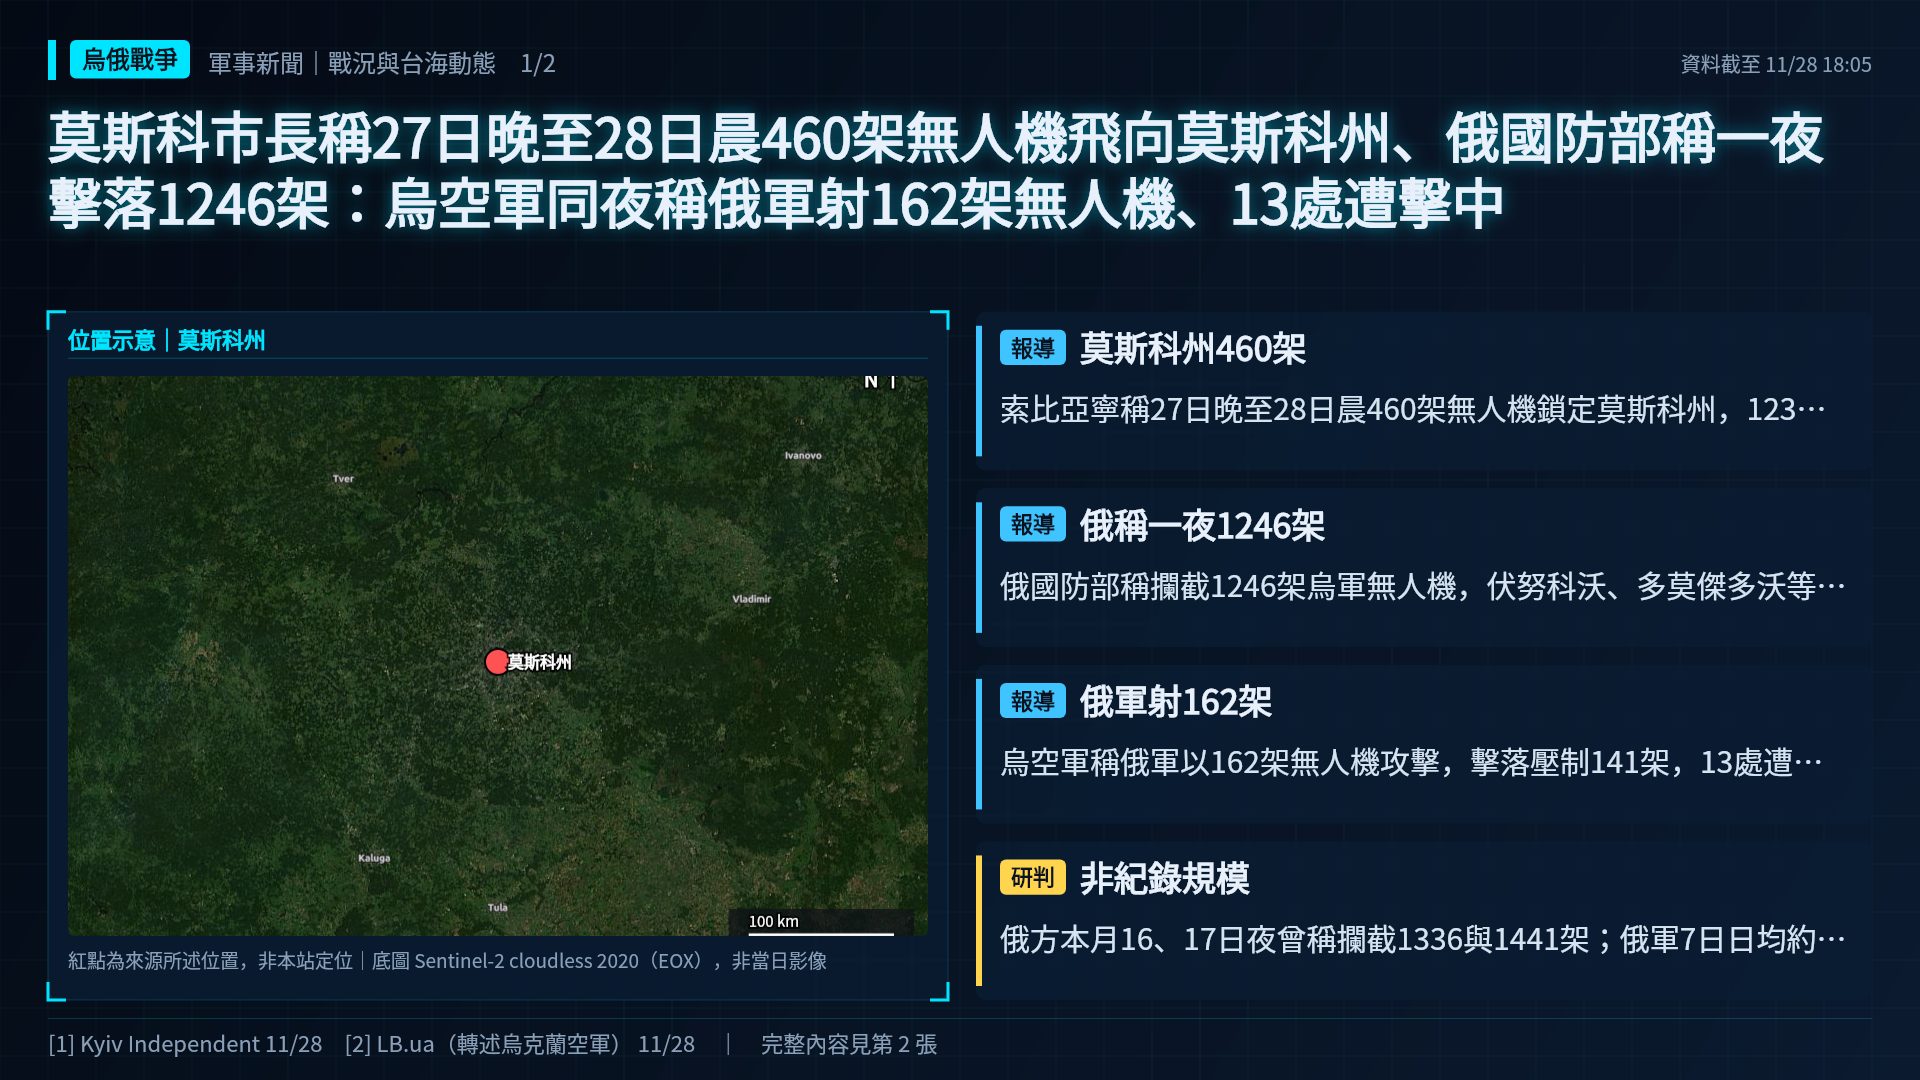 烏俄戰爭 軍事新聞｜戰況與台海動態 1/2
資料截至 11/28 18:05
莫斯科市長稱27日晚至28日晨460架無人機飛向莫斯科州、俄國防部稱一夜
擊落1246架：烏空軍同夜稱俄軍射162架無人機、13處遭擊中
位置示意｜莫斯科州
N ↑
Ivanovo
Tver
Vladimir
莫斯科州
Kaluga
Tula
100 km
紅點為來源所述位置，非本站定位｜底圖 Sentinel-2 cloudless 2020（EOX），非當日影像
報導 莫斯科州460架
索比亞寧稱27日晚至28日晨460架無人機鎖定莫斯科州，123…
報導 俄稱一夜1246架
俄國防部稱攔截1246架烏軍無人機，伏努科沃、多莫傑多沃等…
報導 俄軍射162架
烏空軍稱俄軍以162架無人機攻擊，擊落壓制141架，13處遭…
研判 非紀錄規模
俄方本月16、17日夜曾稱攔截1336與1441架；俄軍7日日均約…
[1] Kyiv Independent 11/28 [2] LB.ua（轉述烏克蘭空軍） 11/28 ｜ 完整內容見第 2 張